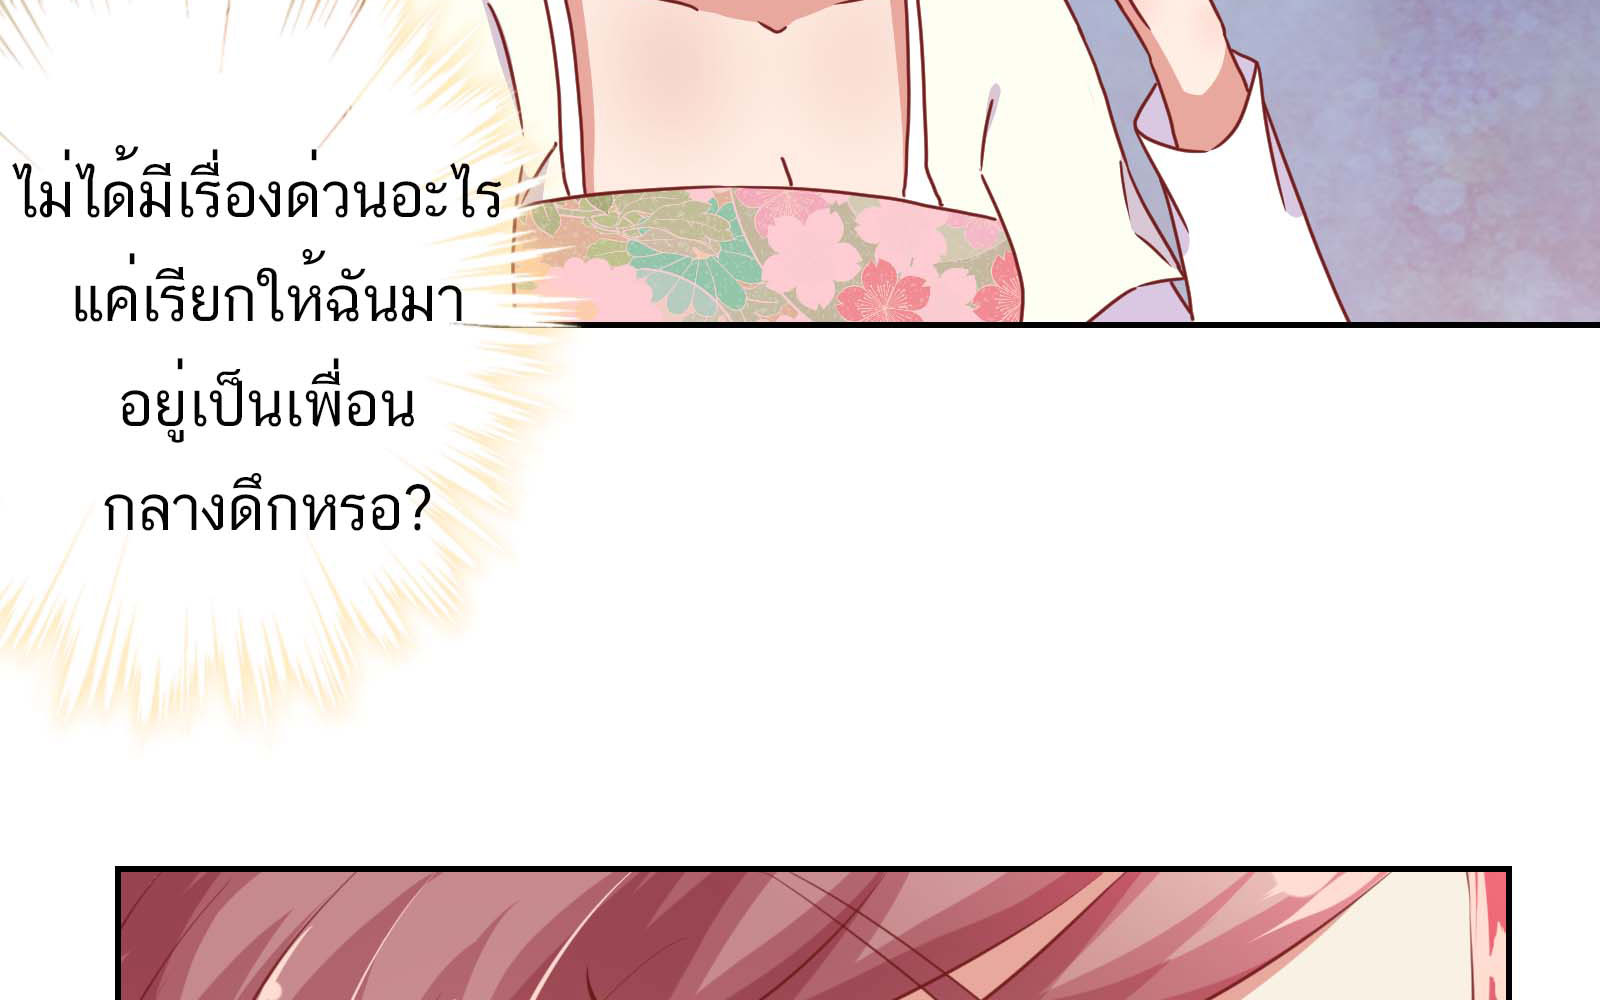 ไม่ได้มีเรื่องด่วนอะไร
แค่เรียกให้ฉันมา
อยู่เป็นเพื่อน
กลางดึกหรอ?